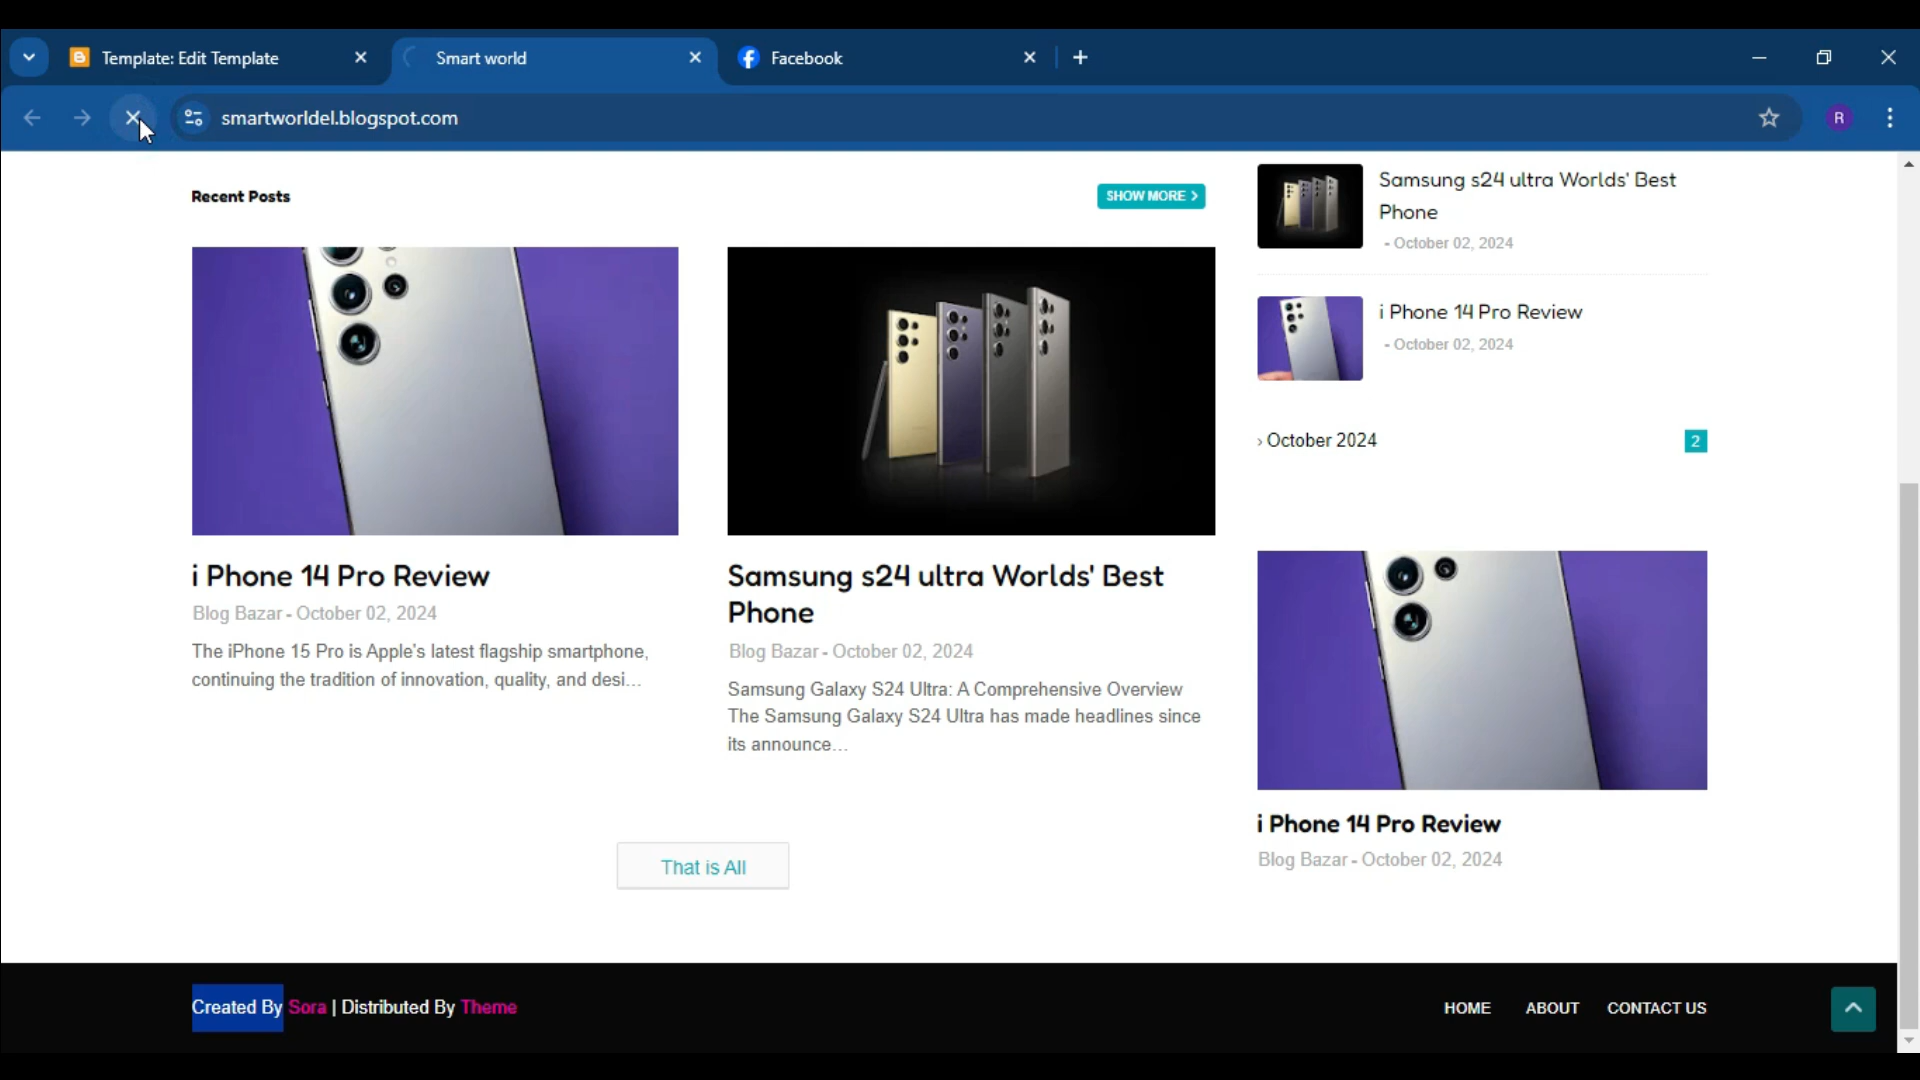 Template: Edit Template
Smart world
Facebook
smartworldel.blogspot.com
R
Recent Posts
SHOW MORE
i Phone 14 Pro Review
Blog Bazar - October 02, 2024
The iPhone 15 Pro is Apple's latest flagship smartphone,
continuing the tradition of innovation, quality, and desi...
Samsung s24 ultra Worlds' Best
Phone
Blog Bazar - October 02, 2024
Samsung Galaxy S24 Ultra: A Comprehensive Overview
The Samsung Galaxy S24 Ultra has made headlines since
its announce...
That is All
Samsung s24 ultra Worlds' Best
Phone
- October 02, 2024
i Phone 14 Pro Review
- October 02, 2024
› October 2024 2
i Phone 14 Pro Review
Blog Bazar - October 02, 2024
Created By Sora | Distributed By Theme
HOME ABOUT CONTACT US